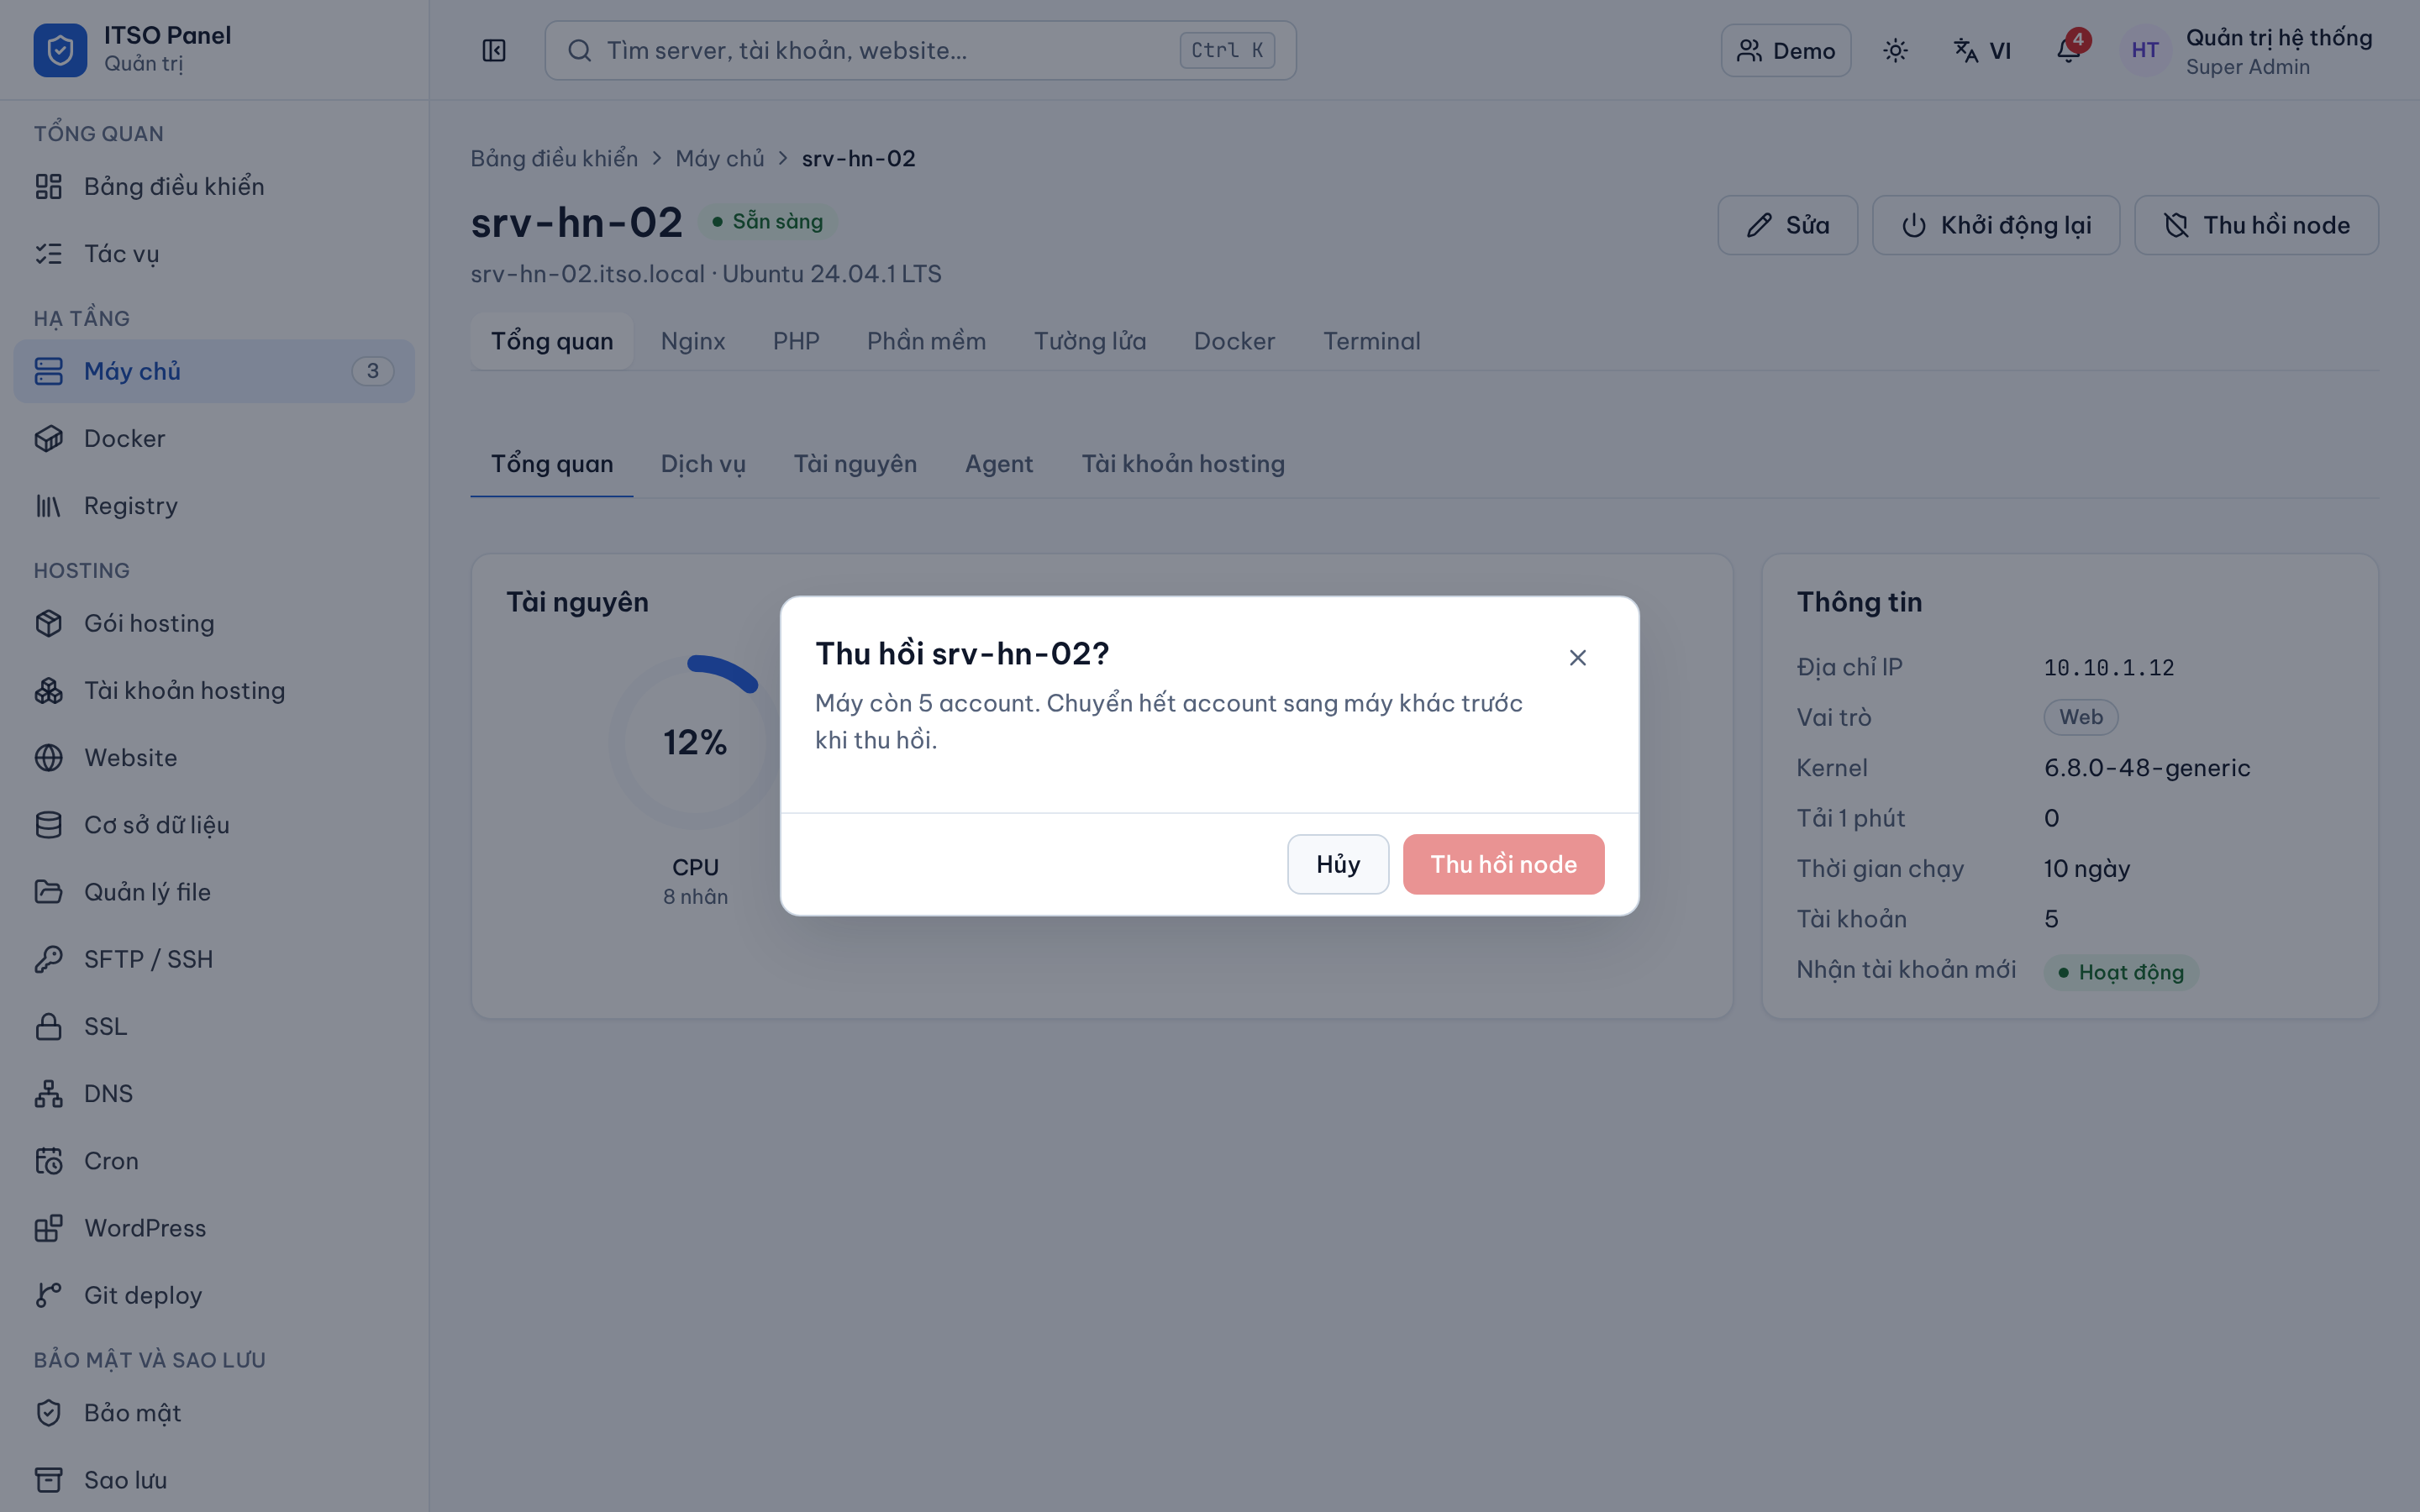 ITSO Panel
Quản trị
Tìm server, tài khoản, website...
Ctrl K
Demo
VI
4
HT
Quản trị hệ thống
Super Admin
TỔNG QUAN
Bảng điều khiển
Tác vụ
HẠ TẦNG
Máy chủ
3
Docker
Registry
HOSTING
Gói hosting
Tài khoản hosting
Website
Cơ sở dữ liệu
Quản lý file
SFTP / SSH
SSL
DNS
Cron
WordPress
Git deploy
BẢO MẬT VÀ SAO LƯU
Bảo mật
Sao lưu
Bảng điều khiển > Máy chủ > srv-hn-02
srv-hn-02
Sẵn sàng
srv-hn-02.itso.local · Ubuntu 24.04.1 LTS
Sửa
Khởi động lại
Thu hồi node
Tổng quan Nginx PHP Phần mềm Tường lửa Docker Terminal
Tổng quan Dịch vụ Tài nguyên Agent Tài khoản hosting
Tài nguyên
12%
CPU
8 nhân
Thu hồi srv-hn-02?
Máy còn 5 account. Chuyển hết account sang máy khác trước
khi thu hồi.
Hủy
Thu hồi node
Thông tin
Địa chỉ IP 10.10.1.12
Vai trò Web
Kernel 6.8.0-48-generic
Tải 1 phút 0
Thời gian chạy 10 ngày
Tài khoản 5
Nhận tài khoản mới Hoạt động